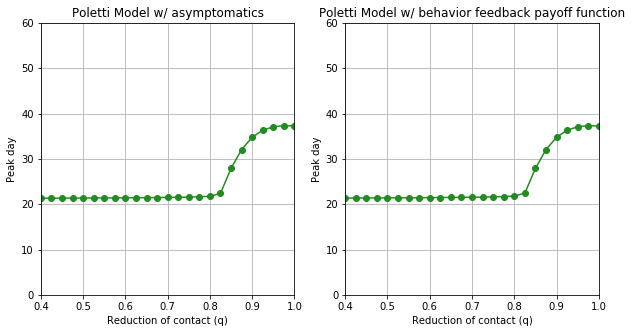 Poletti Model w/ asymptomatics
Peak day
60
50
40
30
20
10
0
0.4 0.5 0.6 0.7 0.8 0.9 1.0
Reduction of contact (q)
Poletti Model w/ behavior feedback payoff function
Peak day
60
50
40
30
20
10
0
0.4 0.5 0.6 0.7 0.8 0.9 1.0
Reduction of contact (q)